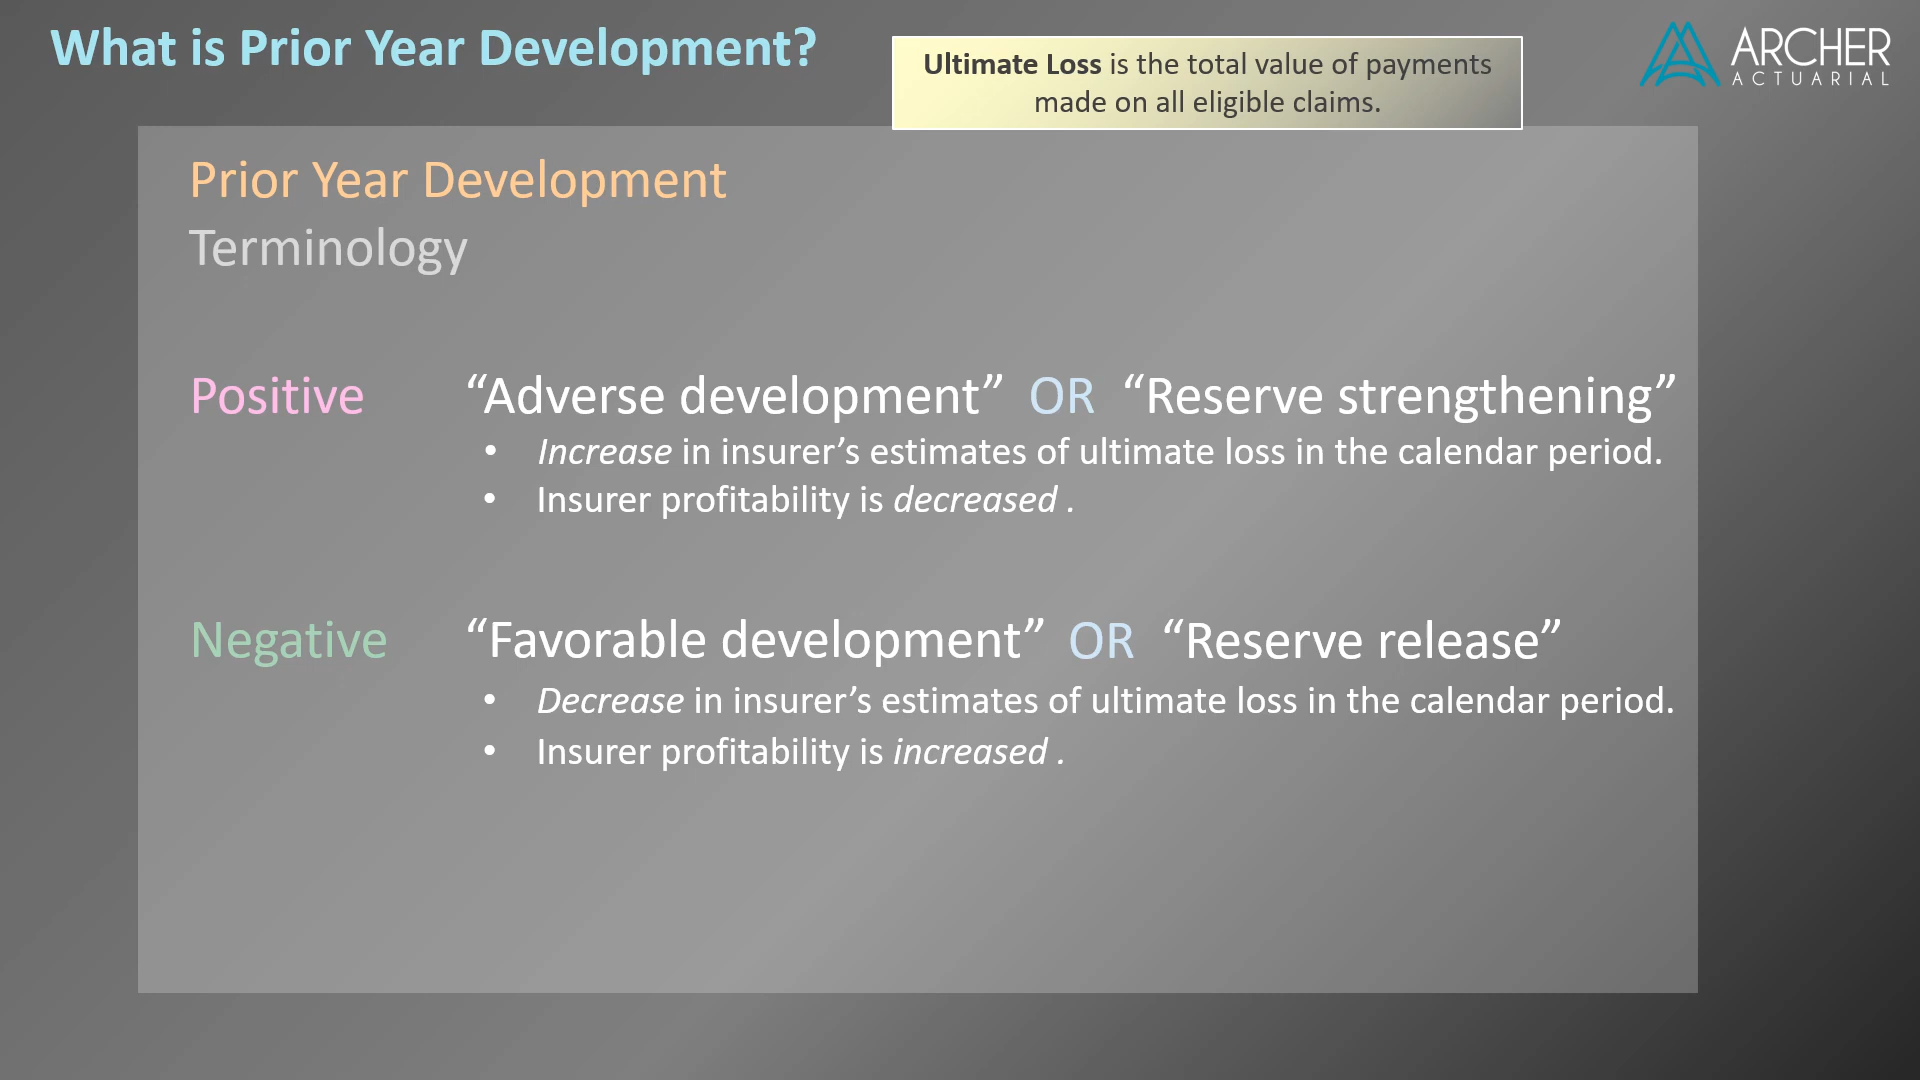 What is Prior Year Development?
Ultimate Loss is the total value of payments
made on all eligible claims.
ARCHER
ACTUARIAL
Prior Year Development
Terminology
Positive “Adverse development” OR “Reserve strengthening”
• Increase in insurer’s estimates of ultimate loss in the calendar period.
• Insurer profitability is decreased .
Negative “Favorable development” OR “Reserve release”
• Decrease in insurer’s estimates of ultimate loss in the calendar period.
• Insurer profitability is increased .